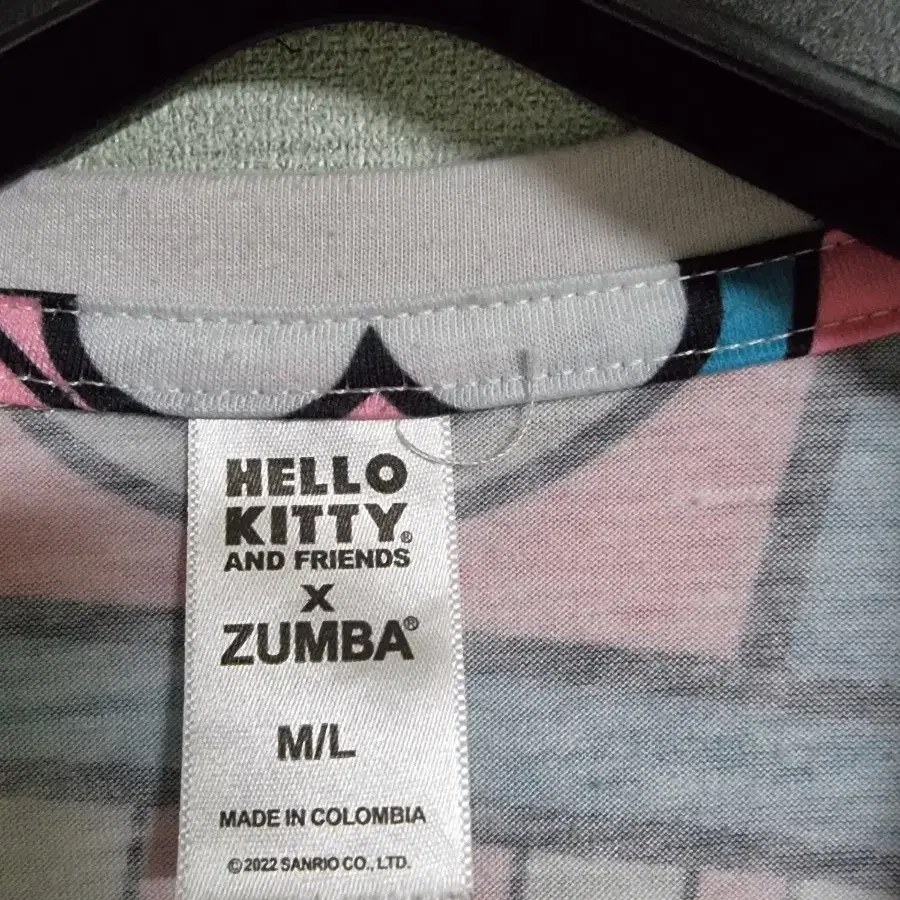 HELLO
KITTY®
AND FRIENDS
X
ZUMBA®
M/L
MADE IN COLOMBIA
©2022 SANRIO CO., LTD.